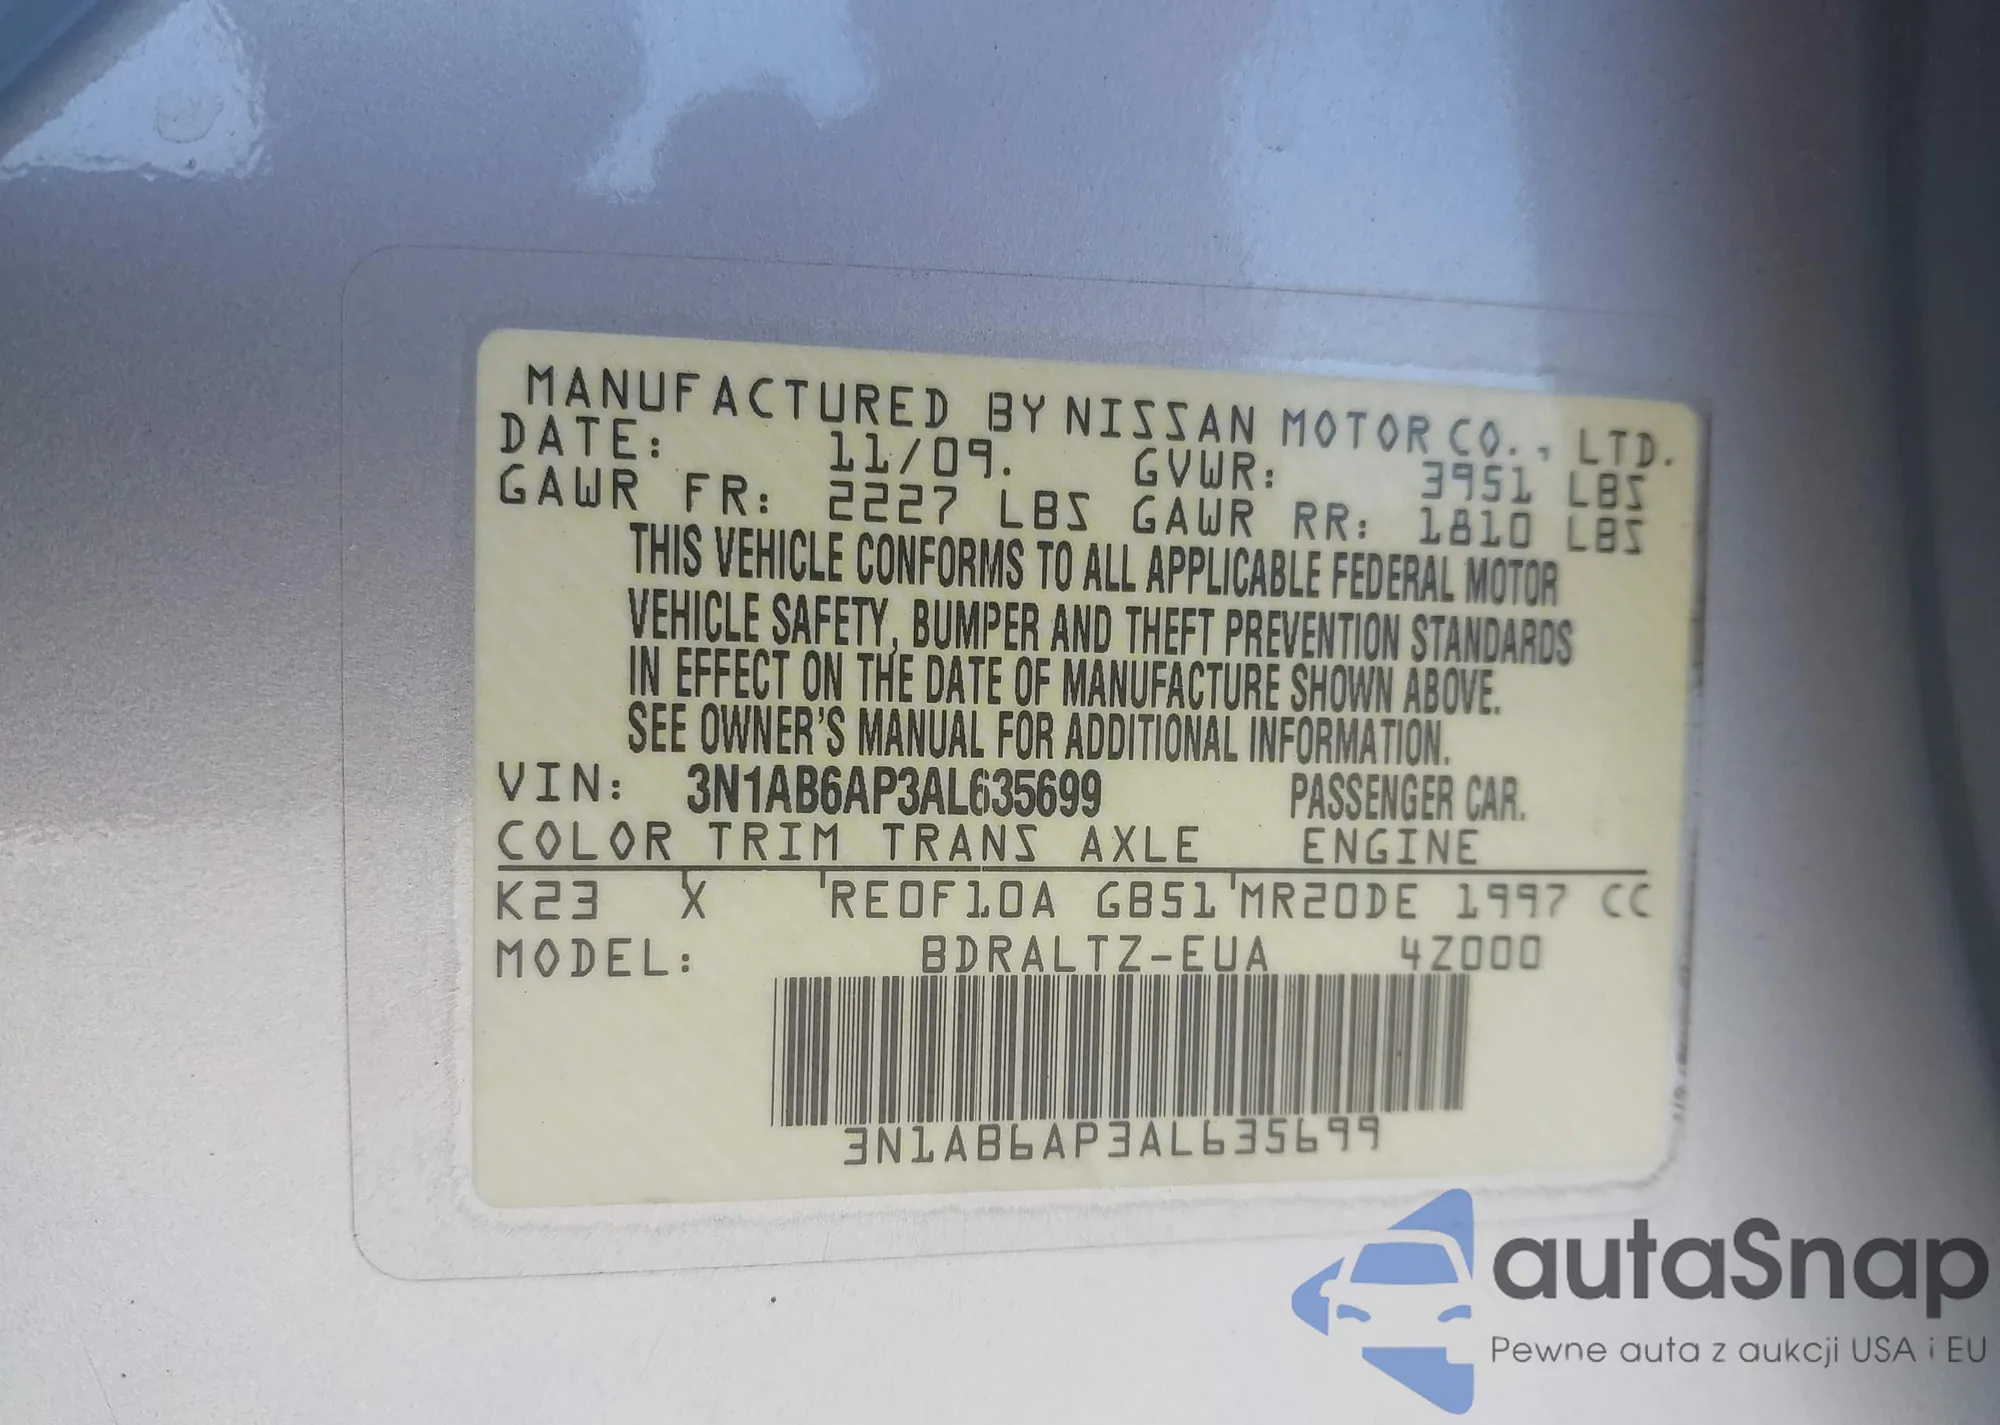 MANUFACTURED BY NISSAN MOTOR CO., LTD.
DATE: 11/09. GVWR: 3951 LBS
GAWR FR: 2227 LBS GAWR RR: 1810 LBS
THIS VEHICLE CONFORMS TO ALL APPLICABLE FEDERAL MOTOR
VEHICLE SAFETY, BUMPER AND THEFT PREVENTION STANDARDS
IN EFFECT ON THE DATE OF MANUFACTURE SHOWN ABOVE.
SEE OWNER'S MANUAL FOR ADDITIONAL INFORMATION.
VIN: 3N1AB6AP3AL635699 PASSENGER CAR.
COLOR TRIM TRANS AXLE ENGINE
K23 X RE0F10A GB51 MR20DE 1997 CC
MODEL: BDRALTZ-EUA 4Z000
3N1AB6AP3AL635699
autaSnap
Pewne auta z aukcji USA i EU